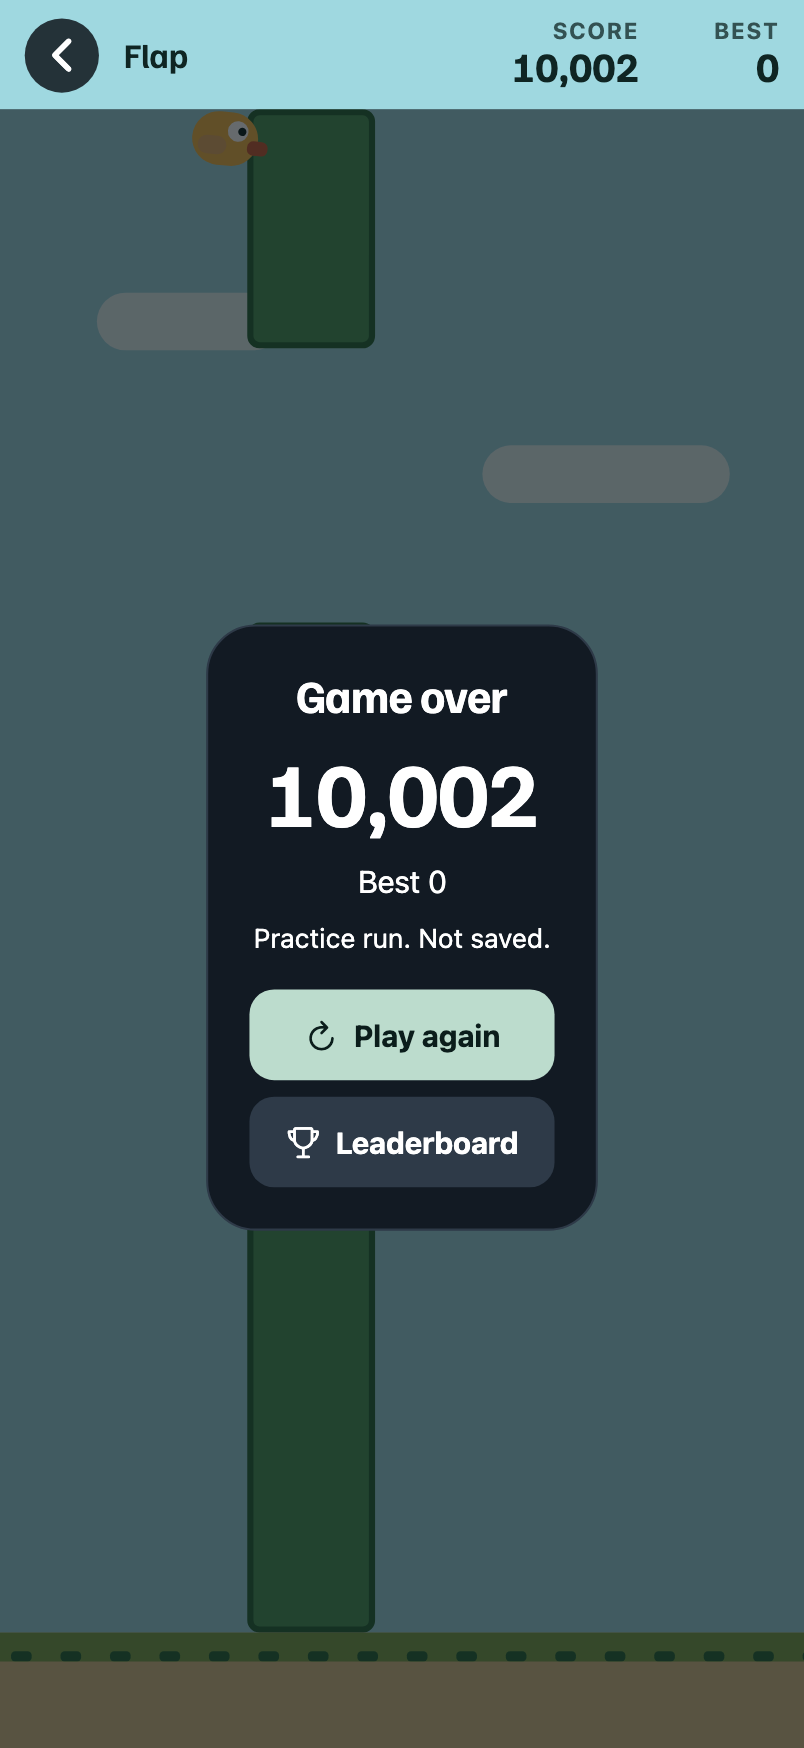 Flap
SCORE
10,002
BEST
0
Game over
10,002
Best 0
Practice run. Not saved.
Play again
Leaderboard